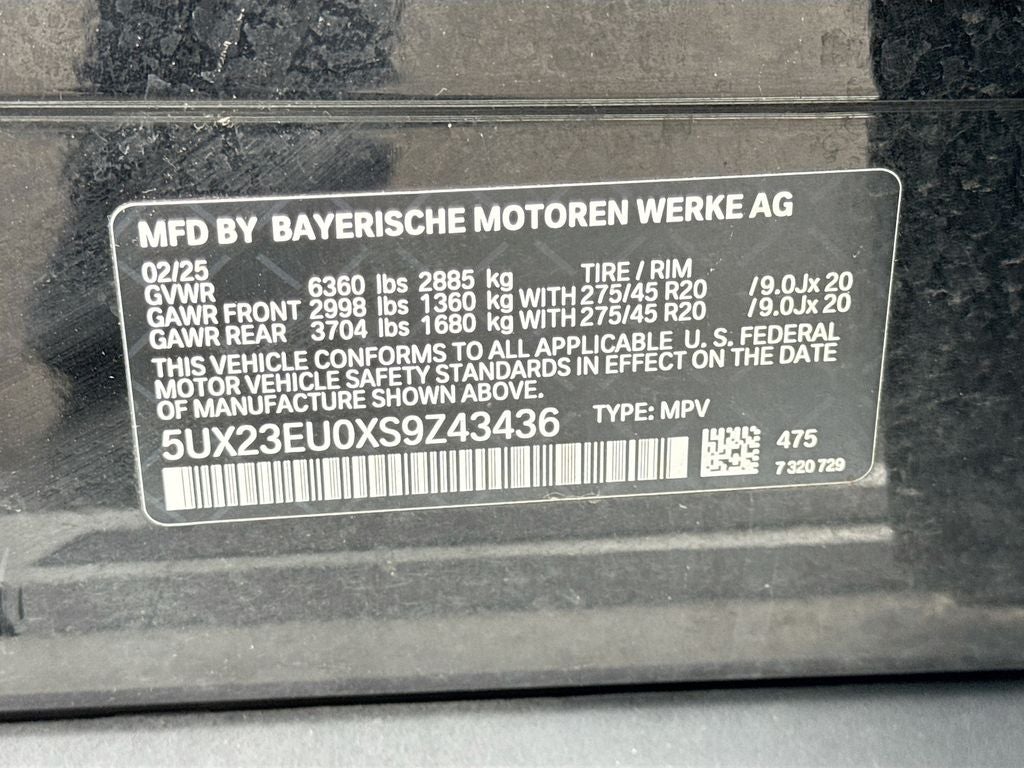 MFD BY BAYERISCHE MOTOREN WERKE AG
02/25 TIRE / RIM
GVWR 6360 lbs 2885 kg
GAWR FRONT 2998 lbs 1360 kg WITH 275/45 R20 /9.0Jx 20
GAWR REAR 3704 lbs 1680 kg WITH 275/45 R20 /9.0Jx 20
THIS VEHICLE CONFORMS TO ALL APPLICABLE U. S. FEDERAL
MOTOR VEHICLE SAFETY STANDARDS IN EFFECT ON THE DATE
OF MANUFACTURE SHOWN ABOVE.
5UX23EU0XS9Z43436 TYPE: MPV
475
7 320 729